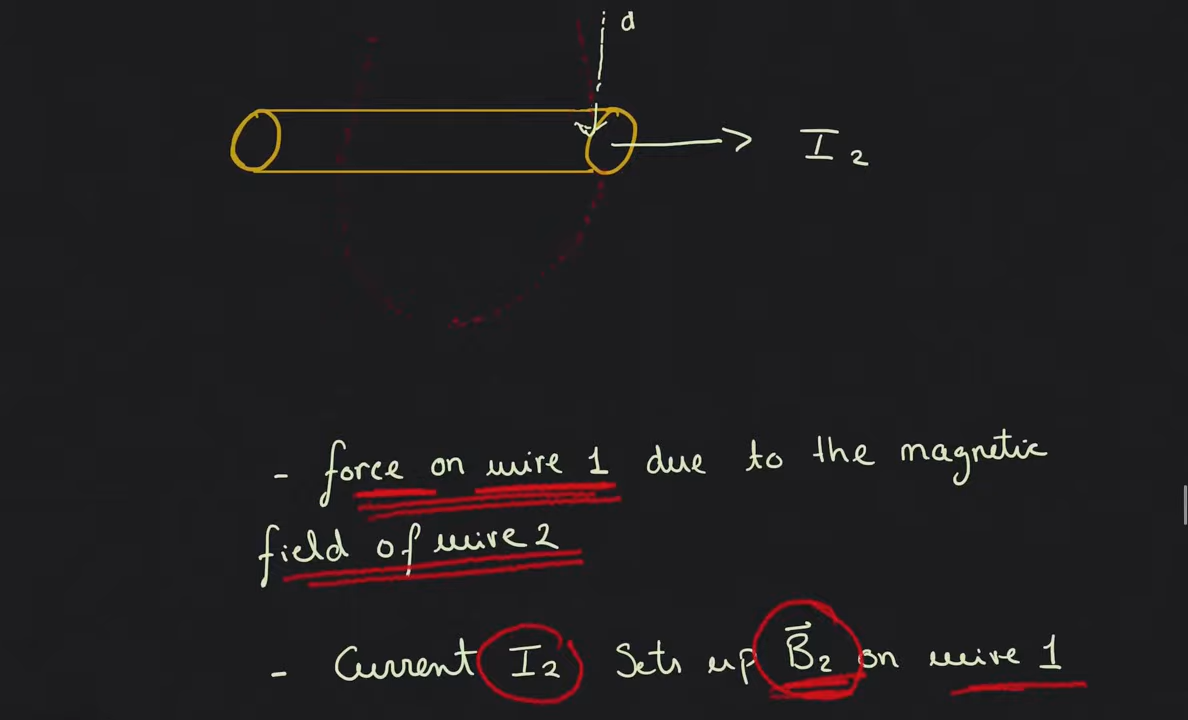 d
I₂
- force on wire 1 due to the magnetic
field of wire 2
- Current I₂ Sets up B⃗₂ on wire 1